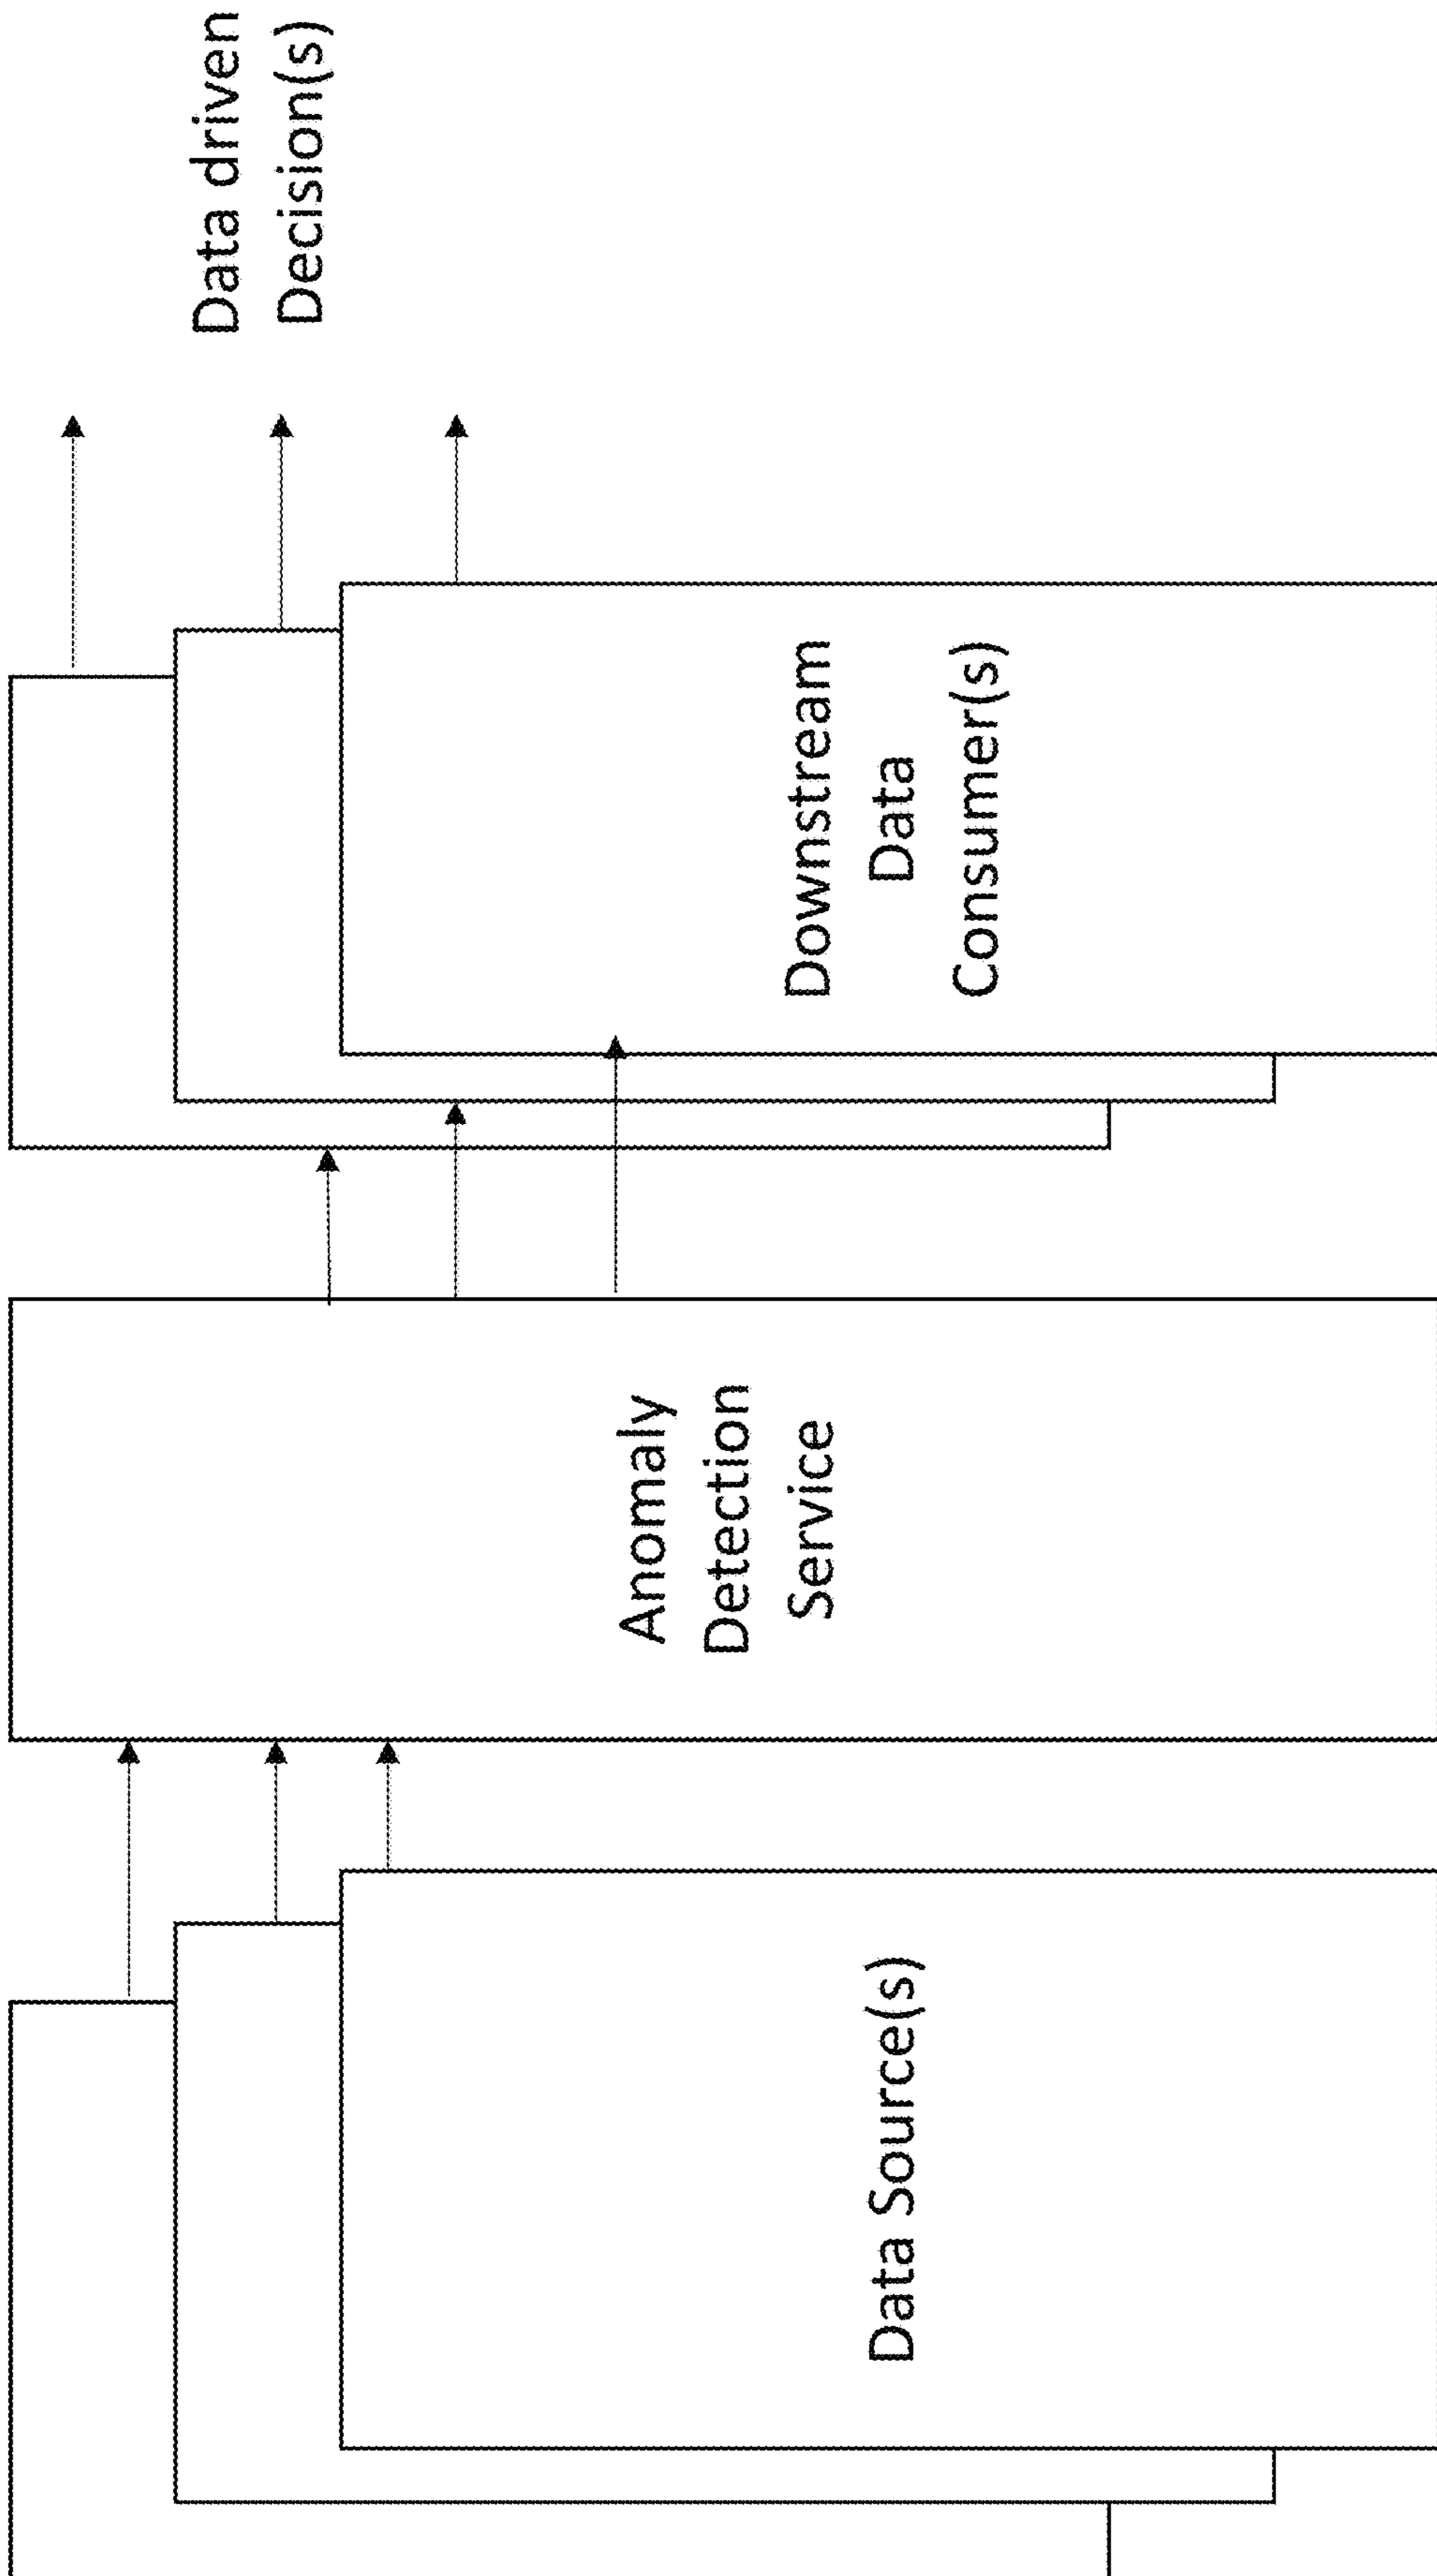 Data Source(s)
Anomaly
Detection
Service
Downstream
Data
Consumer(s)
Data driven
Decision(s)